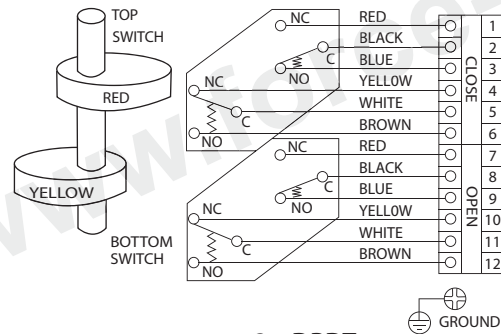 TOP
SWITCH
RED
YELLOW
BOTTOM
SWITCH
NC RED 1
BLACK 2
C BLUE 3
NC NO YELL0W 4
WHITE 5
C BROWN 6
NO
CLOSE
NC RED 7
BLACK 8
C BLUE 9
NC NO YELL0W 10
WHITE 11
C BROWN 12
NO
OPEN
GROUND